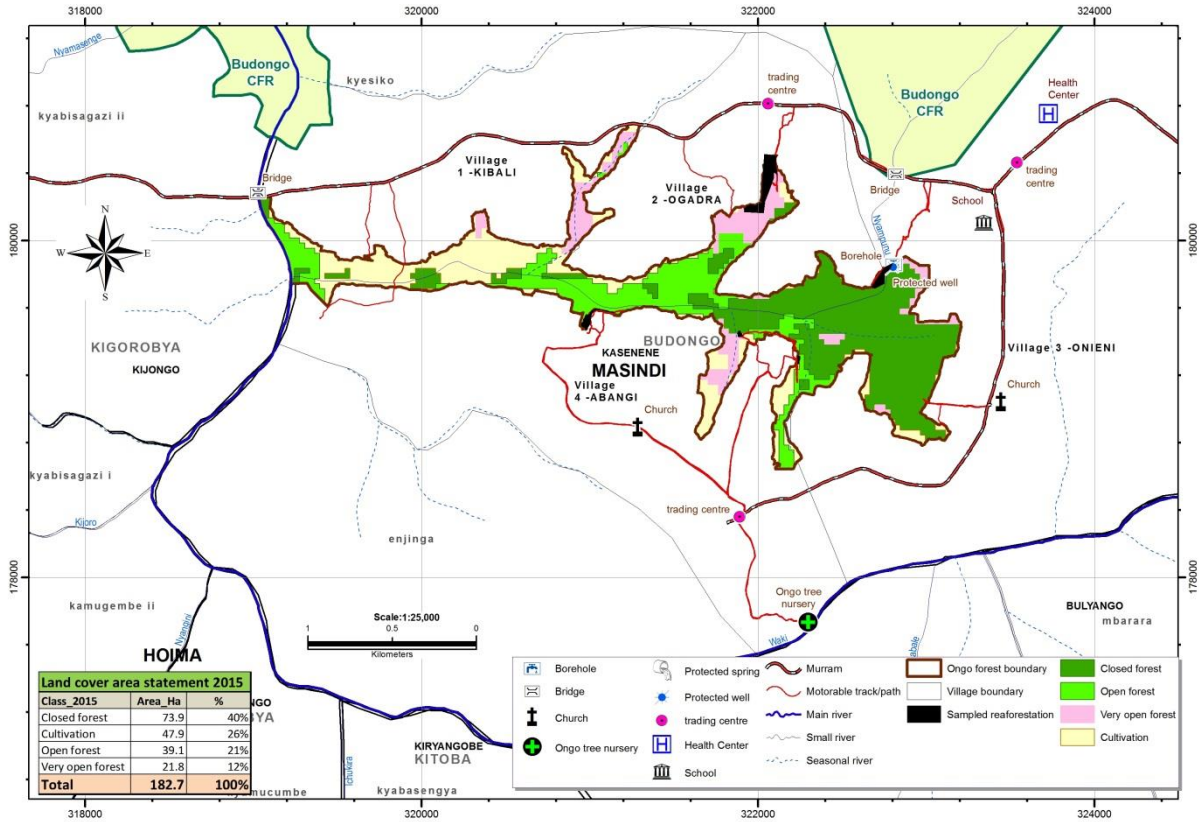 318000
320000
322000
324000
Nyamasenge
Budongo
CFR
kyesiko
kyabisagazi ii
trading
centre
Budongo
CFR
Health
Center
Village
1 -KIBALI
Bridge
Village
2 -OGADRA
Bridge
trading
centre
School
180000
180000
N
W
E
S
Nyampunu
Borehole
Protected well
KIGOROBYA
KIJONGO
BUDONGO
KASENENE
MASINDI
Village
4 -ABANGI
Village 3 -ONIENI
Church
Church
kyabisagazi i
Kijoro
trading centre
enjinga
178000
178000
kamugembe ii
Nyangini
HOIMA
Scale:1:25,000
1
0.5
0
Kilometers
Ongo tree
nursery
Waki
BULYANGO
mbarara
Land cover area statement 2015
Class_2015 Area_Ha %
Closed forest 73.9 40%
Cultivation 47.9 26%
Open forest 39.1 21%
Very open forest 21.8 12%
Total 182.7 100%
Ichukira
KIRYANGOBE
KITOBA
kyabasengya
Borehole
Bridge
Church
Ongo tree nursery
Protected spring
Protected well
trading centre
Health Center
School
Murram
Motorable track/path
Main river
Small river
Seasonal river
Ongo forest boundary
Village boundary
Sampled reaforestation
Closed forest
Open forest
Very open forest
Cultivation
318000
320000
322000
324000